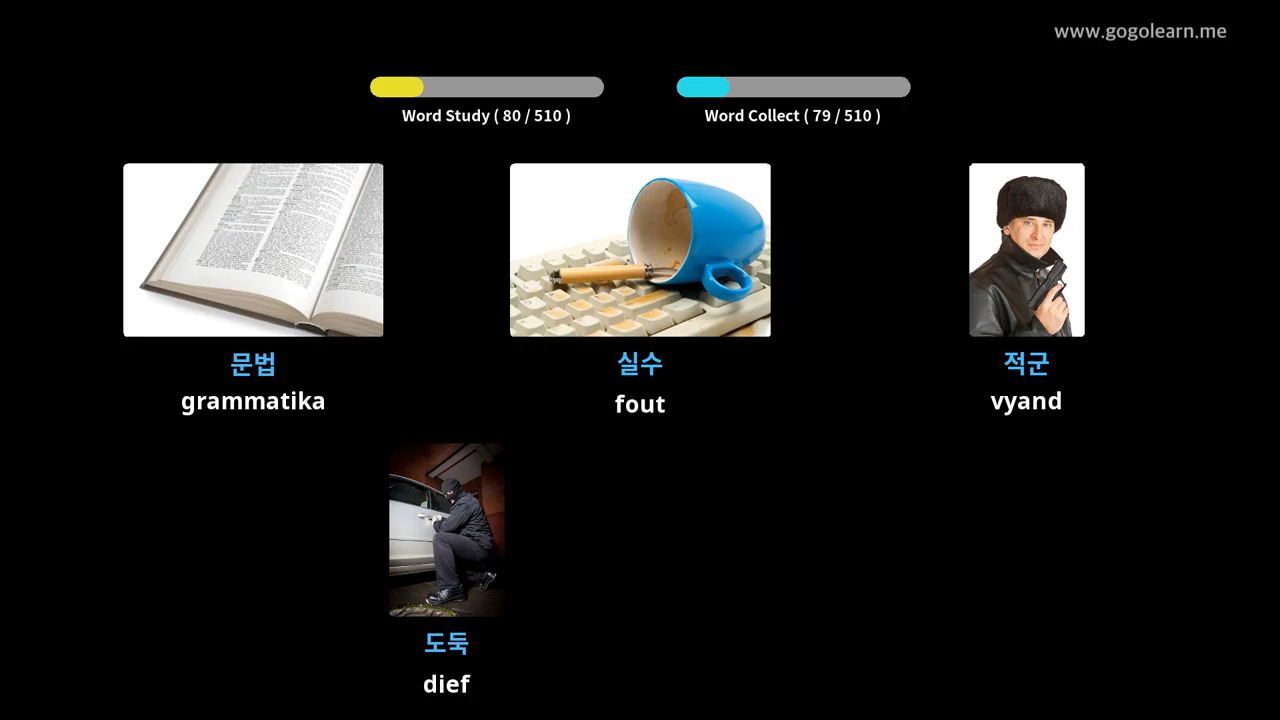 www.gogolearn.me
Word Study ( 80 / 510 )
Word Collect ( 79 / 510 )
문법
grammatika
실수
fout
적군
vyand
도둑
dief